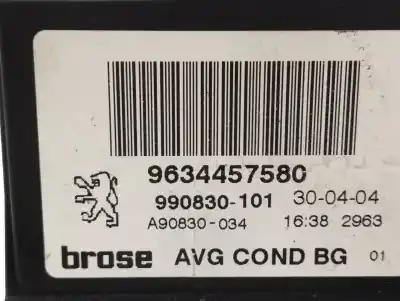 9634457580
990830-101 30-04-04
A90830-034 16:38 2963
brose AVG COND BG 01